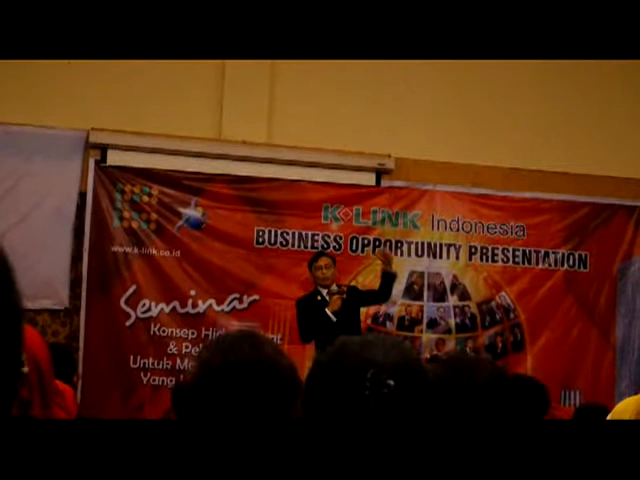 K-LINK Indonesia
BUSINESS OPPORTUNITY PRESENTATION
www.k-link.co.id
Seminar
Konsep
&
Untuk
Yang